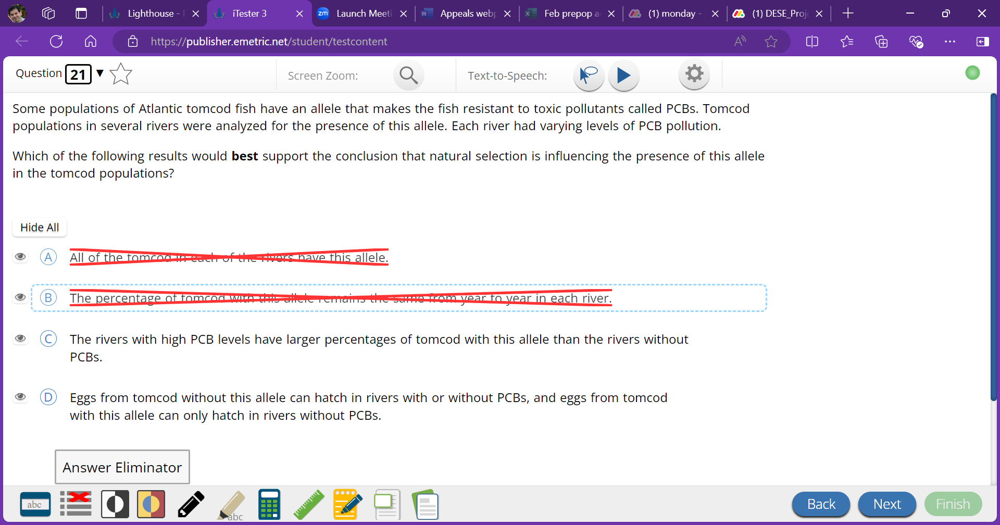 Lighthouse -
iTester 3
zm
Launch Meeti
Appeals web
Feb prepop a
(1) monday -
(1) DESE_Proj
https://publisher.emetric.net/student/testcontent
Question 21
Screen Zoom:
Text-to-Speech:
Some populations of Atlantic tomcod fish have an allele that makes the fish resistant to toxic pollutants called PCBs. Tomcod
populations in several rivers were analyzed for the presence of this allele. Each river had varying levels of PCB pollution.
Which of the following results would best support the conclusion that natural selection is influencing the presence of this allele
in the tomcod populations?
Hide All
A All of the tomcod in each of the rivers have this allele.
B The percentage of tomcod with this allele remains the same from year to year in each river.
C The rivers with high PCB levels have larger percentages of tomcod with this allele than the rivers without
PCBs.
D Eggs from tomcod without this allele can hatch in rivers with or without PCBs, and eggs from tomcod
with this allele can only hatch in rivers without PCBs.
Answer Eliminator
abc
abc
Back
Next
Finish